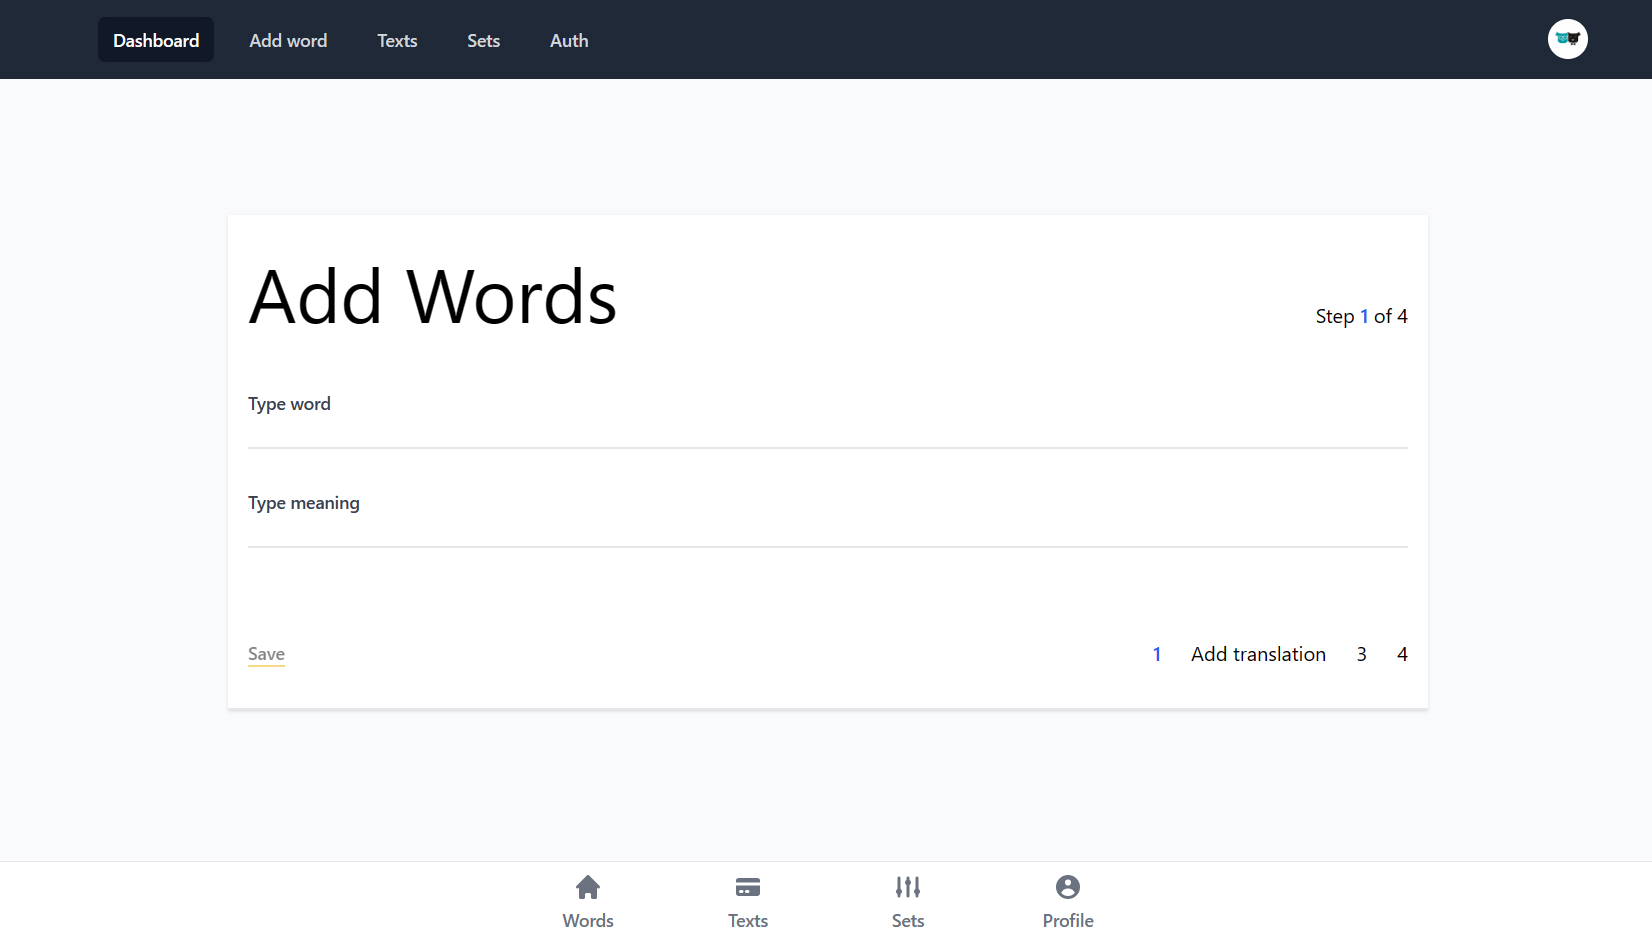 Dashboard Add word Texts Sets Auth
Add Words
Step 1 of 4
Type word
Type meaning
Save 1 Add translation 3 4
Words Texts Sets Profile